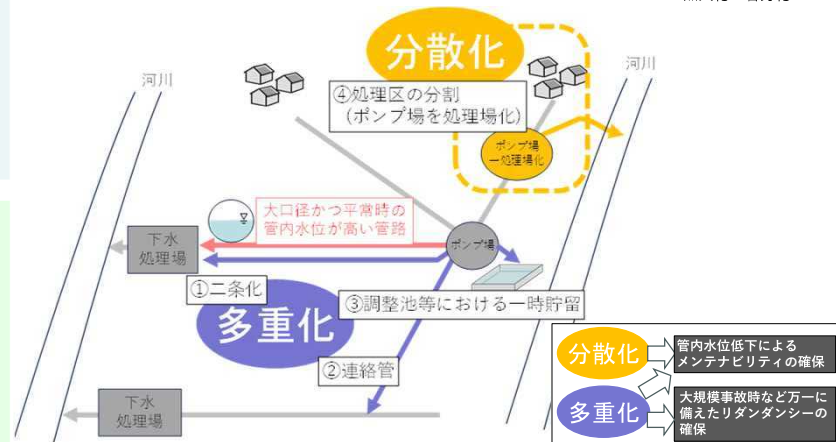 分散化
河川
河川
④処理区の分割
（ポンプ場を処理場化）
ポンプ場
→処理場化
大口径かつ平常時の
管内水位が高い管路
下水
処理場
ポンプ場
①二条化
③調整池等における一時貯留
多重化
②連絡管
下水
処理場
分散化
管内水位低下による
メンテナビリティの確保
多重化
大規模事故時など万一に
備えたリダンダンシーの
確保